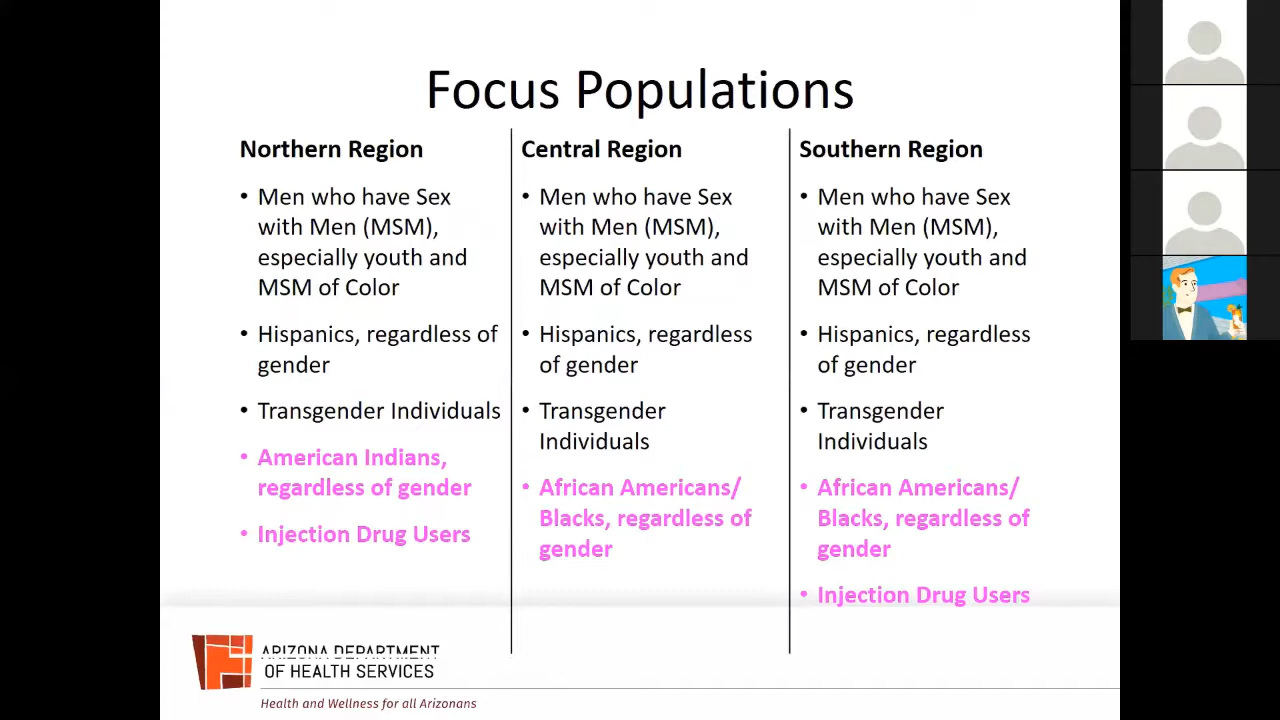 Focus Populations
Northern Region
• Men who have Sex
with Men (MSM),
especially youth and
MSM of Color
• Hispanics, regardless of
gender
• Transgender Individuals
• American Indians,
regardless of gender
• Injection Drug Users
Central Region
• Men who have Sex
with Men (MSM),
especially youth and
MSM of Color
• Hispanics, regardless
of gender
• Transgender
Individuals
• African Americans/
Blacks, regardless of
gender
Southern Region
• Men who have Sex
with Men (MSM),
especially youth and
MSM of Color
• Hispanics, regardless
of gender
• Transgender
Individuals
• African Americans/
Blacks, regardless of
gender
• Injection Drug Users
ARIZONA DEPARTMENT
OF HEALTH SERVICES
Health and Wellness for all Arizonans